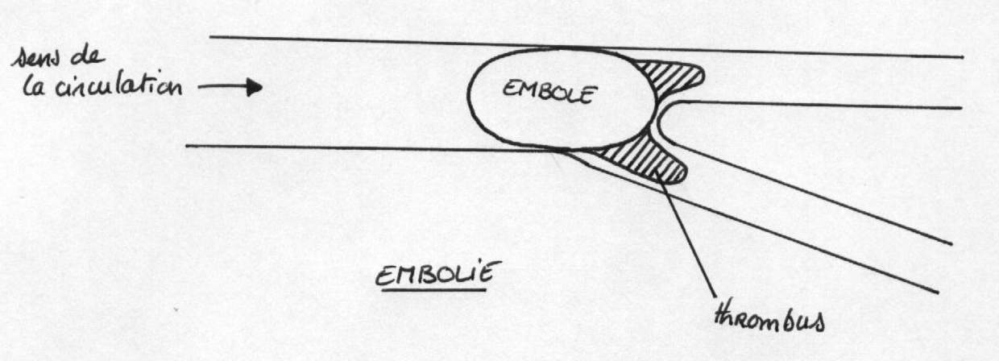 sens de
la circulation
EMBOLE
EMBOLiE
thrombus